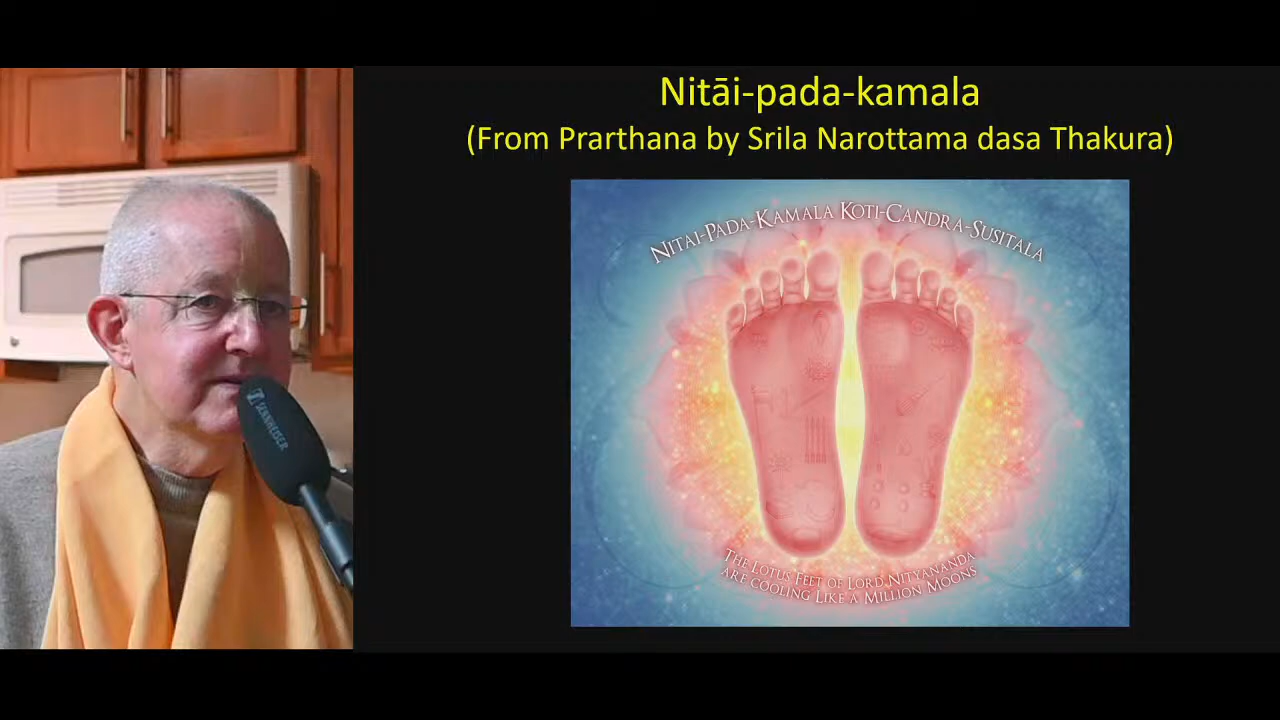 Nitāi-pada-kamala
(From Prarthana by Srila Narottama dasa Thakura)
NITAI-PADA-KAMALA KOTI-CANDRA-SUSITALA
THE LOTUS FEET OF LORD NITYANANDA
ARE COOLING LIKE A MILLION MOONS
SENNHEISER